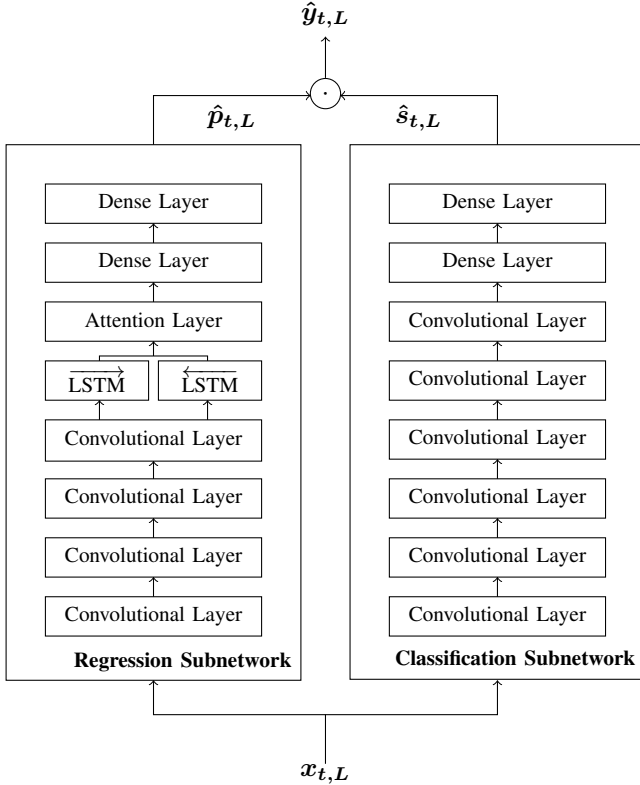 ŷt,L
·
p̂t,L
ŝt,L
Dense Layer
Dense Layer
Attention Layer
LSTM LSTM
Convolutional Layer
Convolutional Layer
Convolutional Layer
Convolutional Layer
Regression Subnetwork
Dense Layer
Dense Layer
Convolutional Layer
Convolutional Layer
Convolutional Layer
Convolutional Layer
Convolutional Layer
Convolutional Layer
Classification Subnetwork
xt,L